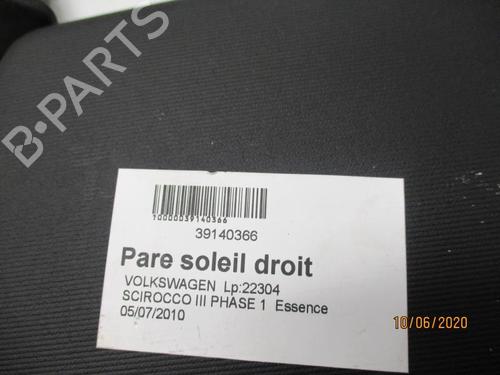 B-PARTS
10000039140366
39140366
Pare soleil droit
VOLKSWAGEN Lp:22304
SCIROCCO III PHASE 1 Essence
05/07/2010
10/06/2020